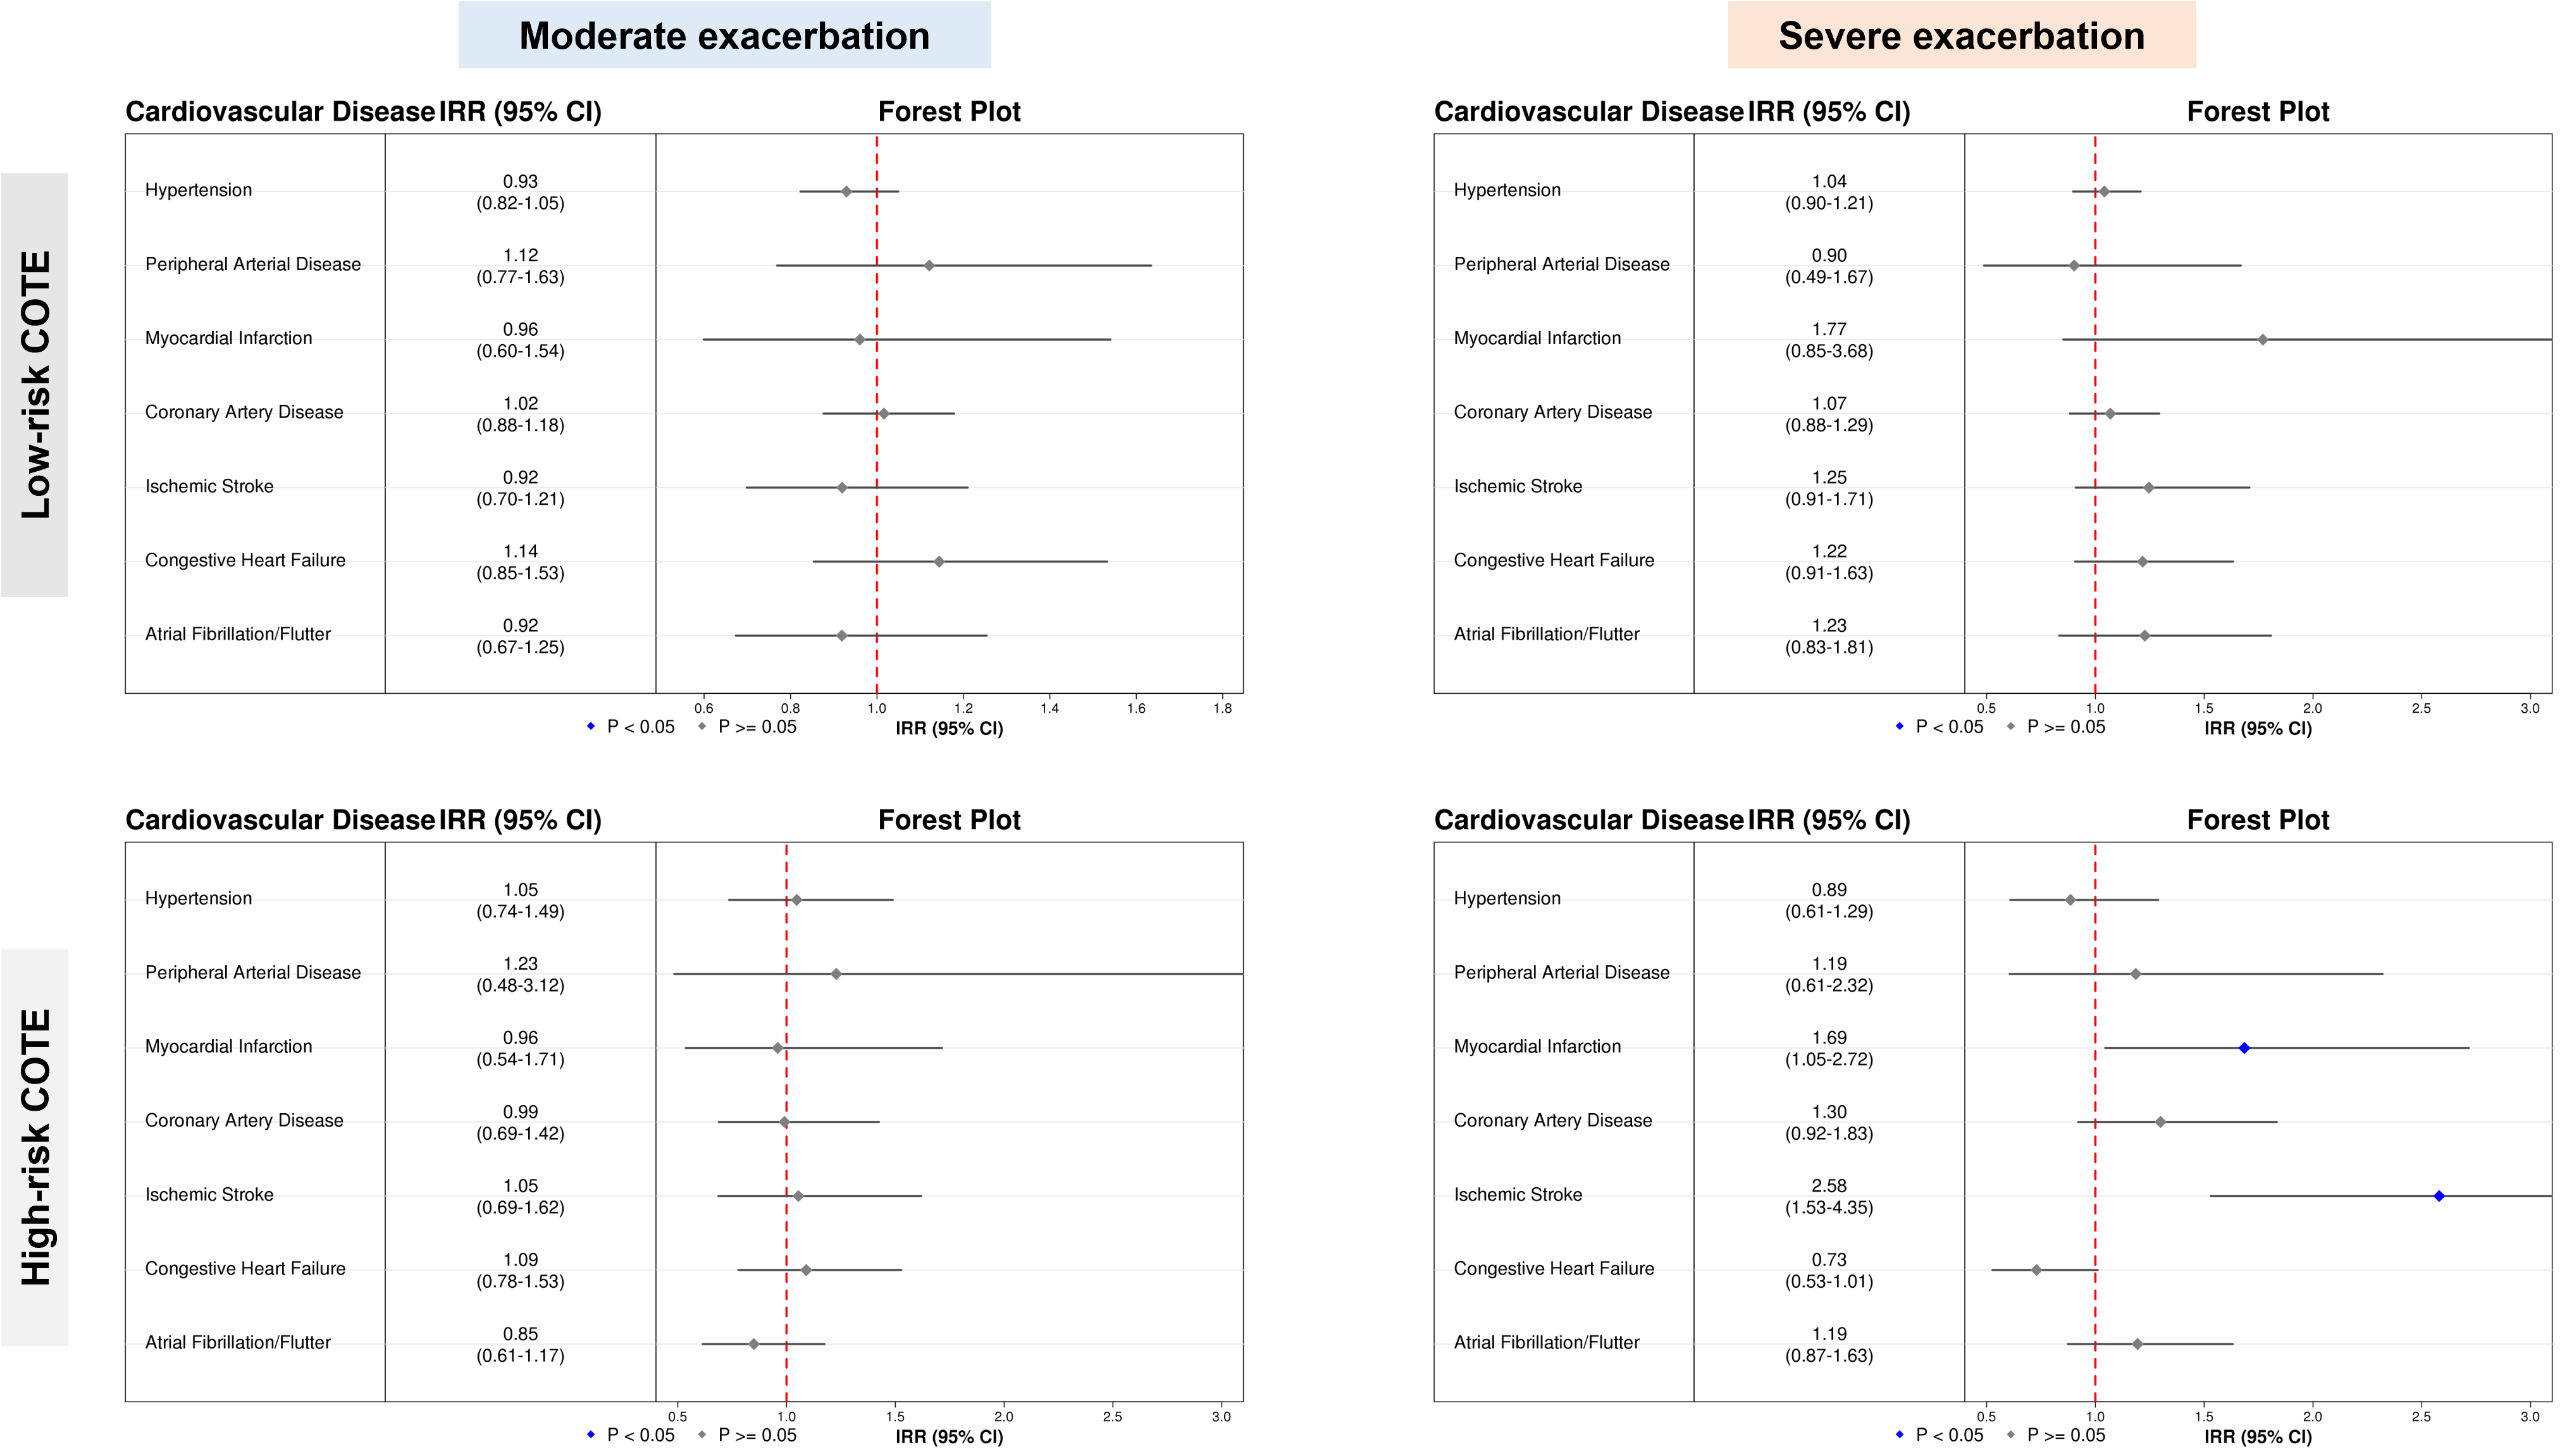 Moderate exacerbation
Severe exacerbation
Low-risk COTE
Cardiovascular Disease IRR (95% CI) Forest Plot
Hypertension 0.93
(0.82-1.05)
Peripheral Arterial Disease 1.12
(0.77-1.63)
Myocardial Infarction 0.96
(0.60-1.54)
Coronary Artery Disease 1.02
(0.88-1.18)
Ischemic Stroke 0.92
(0.70-1.21)
Congestive Heart Failure 1.14
(0.85-1.53)
Atrial Fibrillation/Flutter 0.92
(0.67-1.25)
0.6 0.8 1.0 1.2 1.4 1.6 1.8
P < 0.05 P >= 0.05 IRR (95% CI)
Cardiovascular Disease IRR (95% CI) Forest Plot
Hypertension 1.04
(0.90-1.21)
Peripheral Arterial Disease 0.90
(0.49-1.67)
Myocardial Infarction 1.77
(0.85-3.68)
Coronary Artery Disease 1.07
(0.88-1.29)
Ischemic Stroke 1.25
(0.91-1.71)
Congestive Heart Failure 1.22
(0.91-1.63)
Atrial Fibrillation/Flutter 1.23
(0.83-1.81)
0.5 1.0 1.5 2.0 2.5 3.0
P < 0.05 P >= 0.05 IRR (95% CI)
High-risk COTE
Cardiovascular Disease IRR (95% CI) Forest Plot
Hypertension 1.05
(0.74-1.49)
Peripheral Arterial Disease 1.23
(0.48-3.12)
Myocardial Infarction 0.96
(0.54-1.71)
Coronary Artery Disease 0.99
(0.69-1.42)
Ischemic Stroke 1.05
(0.69-1.62)
Congestive Heart Failure 1.09
(0.78-1.53)
Atrial Fibrillation/Flutter 0.85
(0.61-1.17)
0.5 1.0 1.5 2.0 2.5 3.0
P < 0.05 P >= 0.05 IRR (95% CI)
Cardiovascular Disease IRR (95% CI) Forest Plot
Hypertension 0.89
(0.61-1.29)
Peripheral Arterial Disease 1.19
(0.61-2.32)
Myocardial Infarction 1.69
(1.05-2.72)
Coronary Artery Disease 1.30
(0.92-1.83)
Ischemic Stroke 2.58
(1.53-4.35)
Congestive Heart Failure 0.73
(0.53-1.01)
Atrial Fibrillation/Flutter 1.19
(0.87-1.63)
0.5 1.0 1.5 2.0 2.5 3.0
P < 0.05 P >= 0.05 IRR (95% CI)